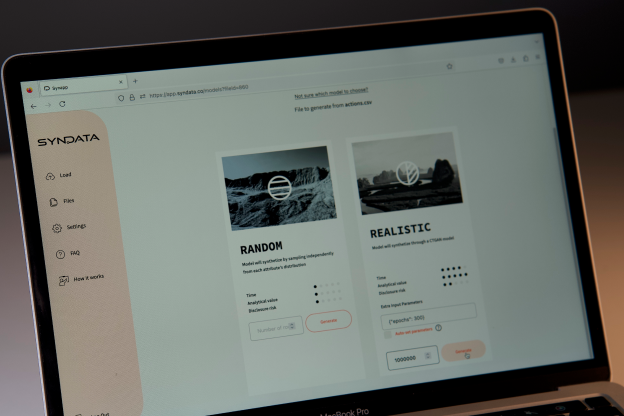 Synapp
https://app.syndata.co/models?fileId=860
Not sure which model to choose?
File to generate from actions.csv
SYNDATA
Load
Files
Settings
FAQ
How it works
RANDOM
Model will synthetize by sampling independently
from each attribute's distribution
Time
Analytical value
Disclosure risk
Number of
Generate
REALISTIC
Model will synthetize through a CTGAN model
Time
Analytical value
Disclosure risk
Extra Input Parameters
{"epochs": 300}
Auto-set parameters
1000000
Generate
Out
MacBook Pro